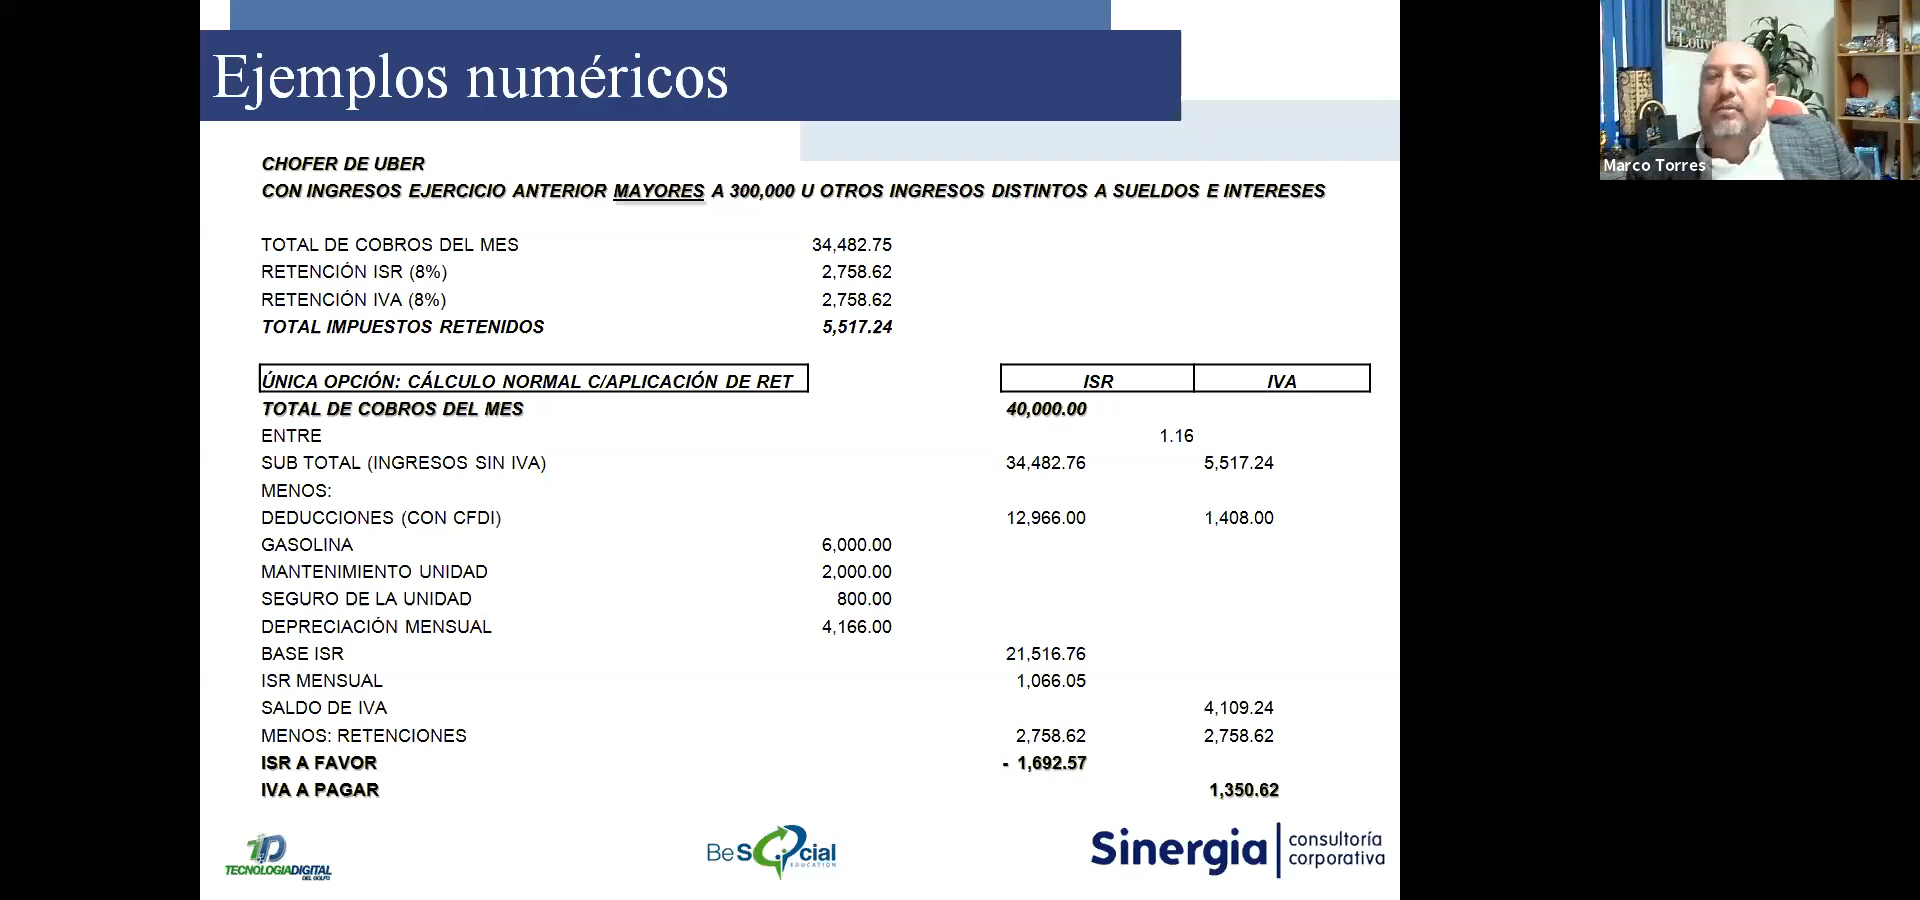 Ejemplos numéricos
CHOFER DE UBER
CON INGRESOS EJERCICIO ANTERIOR MAYORES A 300,000 U OTROS INGRESOS DISTINTOS A SUELDOS E INTERESES
TOTAL DE COBROS DEL MES 34,482.75
RETENCIÓN ISR (8%) 2,758.62
RETENCIÓN IVA (8%) 2,758.62
TOTAL IMPUESTOS RETENIDOS 5,517.24
ÚNICA OPCIÓN: CÁLCULO NORMAL C/APLICACIÓN DE RET ISR IVA
TOTAL DE COBROS DEL MES 40,000.00
ENTRE 1.16
SUB TOTAL (INGRESOS SIN IVA) 34,482.76 5,517.24
MENOS:
DEDUCCIONES (CON CFDI) 12,966.00 1,408.00
GASOLINA 6,000.00
MANTENIMIENTO UNIDAD 2,000.00
SEGURO DE LA UNIDAD 800.00
DEPRECIACIÓN MENSUAL 4,166.00
BASE ISR 21,516.76
ISR MENSUAL 1,066.05
SALDO DE IVA 4,109.24
MENOS: RETENCIONES 2,758.62 2,758.62
ISR A FAVOR - 1,692.57
IVA A PAGAR 1,350.62
TD
TECNOLOGIADIGITAL
DEL GOLFO
Be Social
EDUCATION
Sinergia consultoría
corporativa
Louvre
Marco Torres